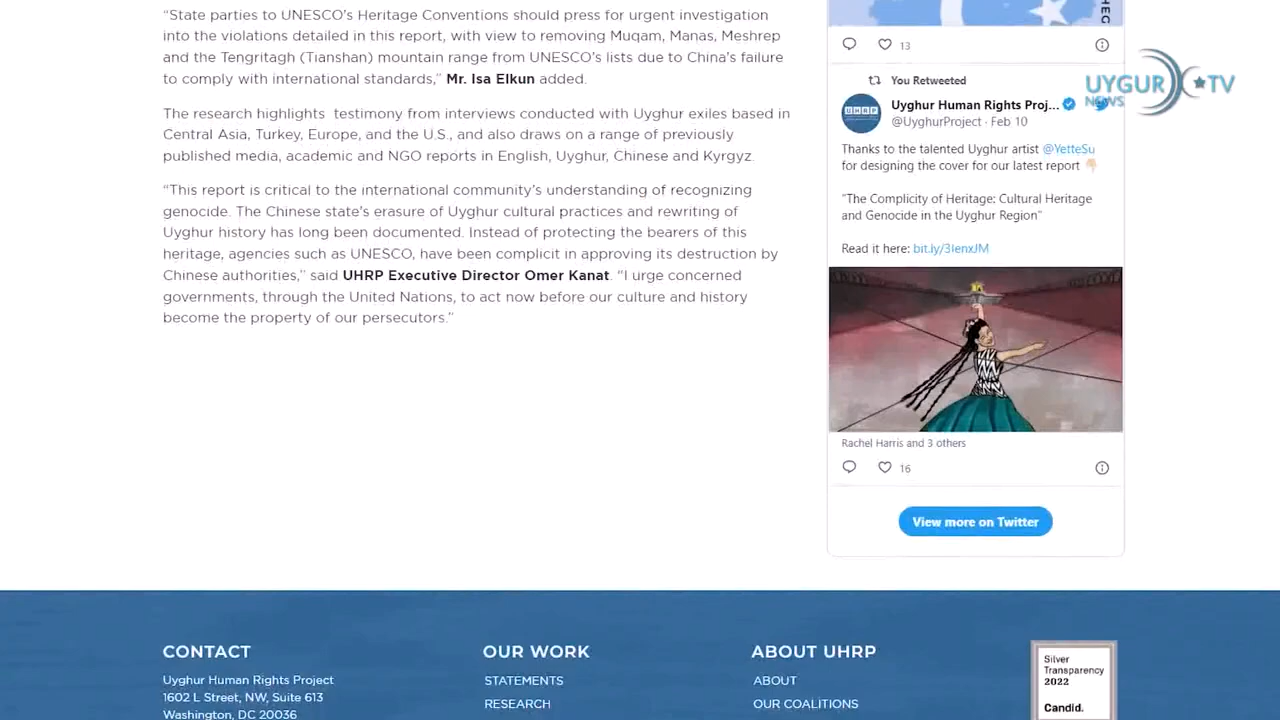 “State parties to UNESCO’s Heritage Conventions should press for urgent investigation
into the violations detailed in this report, with view to removing Muqam, Manas, Meshrep
and the Tengritagh (Tianshan) mountain range from UNESCO’s lists due to China’s failure
to comply with international standards,” Mr. Isa Elkun added.
The research highlights testimony from interviews conducted with Uyghur exiles based in
Central Asia, Turkey, Europe, and the U.S., and also draws on a range of previously
published media, academic and NGO reports in English, Uyghur, Chinese and Kyrgyz.
“This report is critical to the international community’s understanding of recognizing
genocide. The Chinese state’s erasure of Uyghur cultural practices and rewriting of
Uyghur history has long been documented. Instead of protecting the bearers of this
heritage, agencies such as UNESCO, have been complicit in approving its destruction by
Chinese authorities,” said UHRP Executive Director Omer Kanat. “I urge concerned
governments, through the United Nations, to act now before our culture and history
become the property of our persecutors.”
13
You Retweeted
Uyghur Human Rights Proj...
@UyghurProject · Feb 10
UHRP
Thanks to the talented Uyghur artist @YetteSu
for designing the cover for our latest report
"The Complicity of Heritage: Cultural Heritage
and Genocide in the Uyghur Region"
Read it here: bit.ly/3IenxJM
Rachel Harris and 3 others
16
View more on Twitter
UYGUR TV
NEWS
CONTACT
Uyghur Human Rights Project
1602 L Street, NW, Suite 613
Washington, DC 20036
OUR WORK
STATEMENTS
RESEARCH
ABOUT UHRP
ABOUT
OUR COALITIONS
Silver
Transparency
2022
Candid.